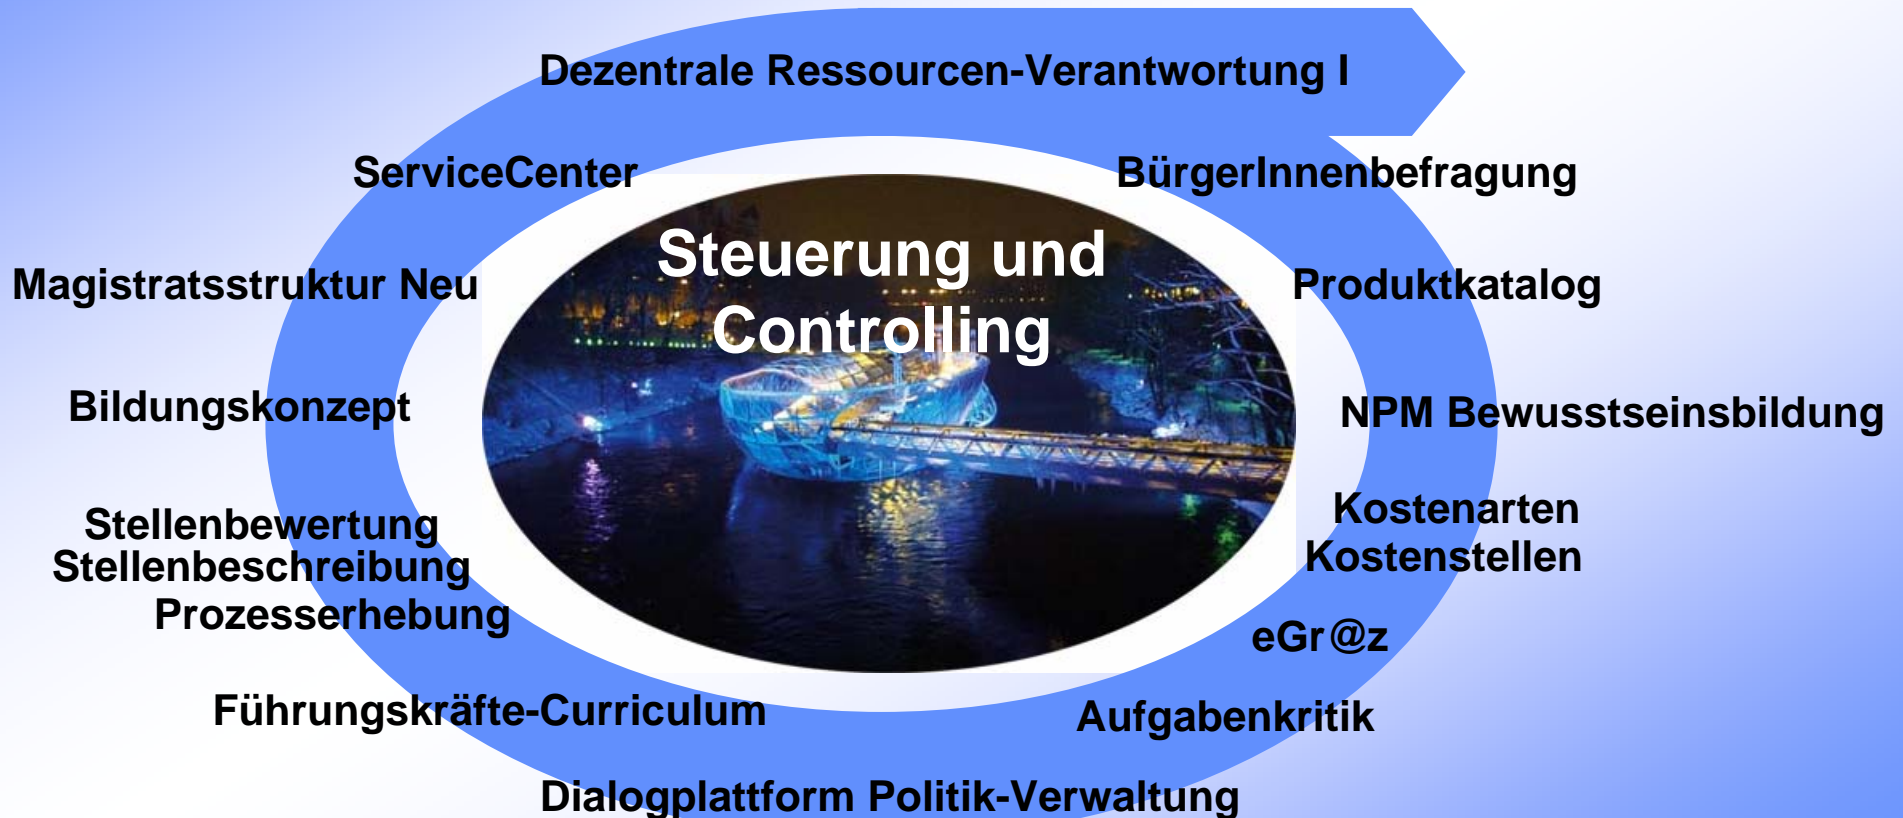 Dezentrale Ressourcen-Verantwortung I
ServiceCenter
BürgerInnenbefragung
Steuerung und
Controlling
Magistratsstruktur Neu
Produktkatalog
Bildungskonzept
NPM Bewusstseinsbildung
Stellenbewertung
Stellenbeschreibung
Prozesserhebung
Kostenarten
Kostenstellen
eGr@z
Führungskräfte-Curriculum
Aufgabenkritik
Dialogplattform Politik-Verwaltung